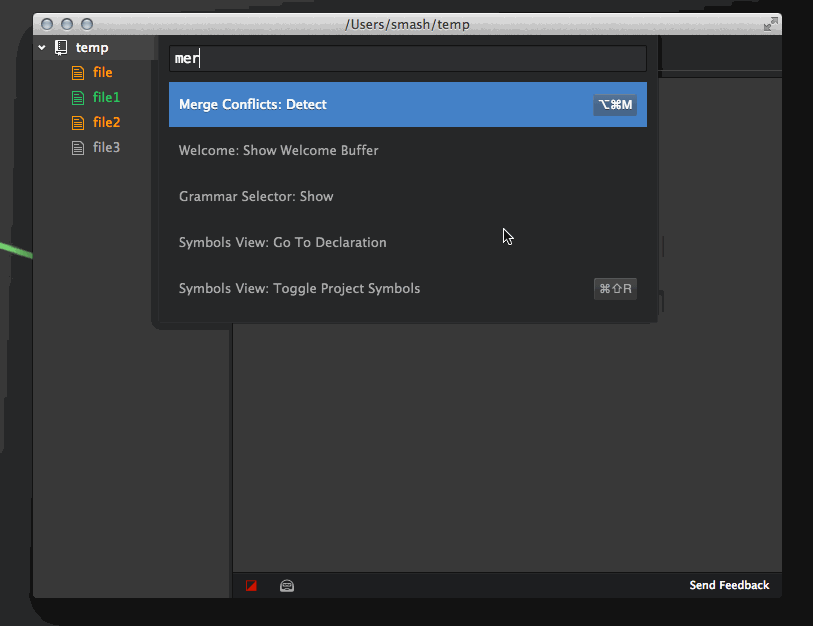 /Users/smash/temp
temp
file
file1
file2
file3
mer
Merge Conflicts: Detect ⌥⌘M
Welcome: Show Welcome Buffer
Grammar Selector: Show
Symbols View: Go To Declaration
Symbols View: Toggle Project Symbols ⌘⇧R
Send Feedback